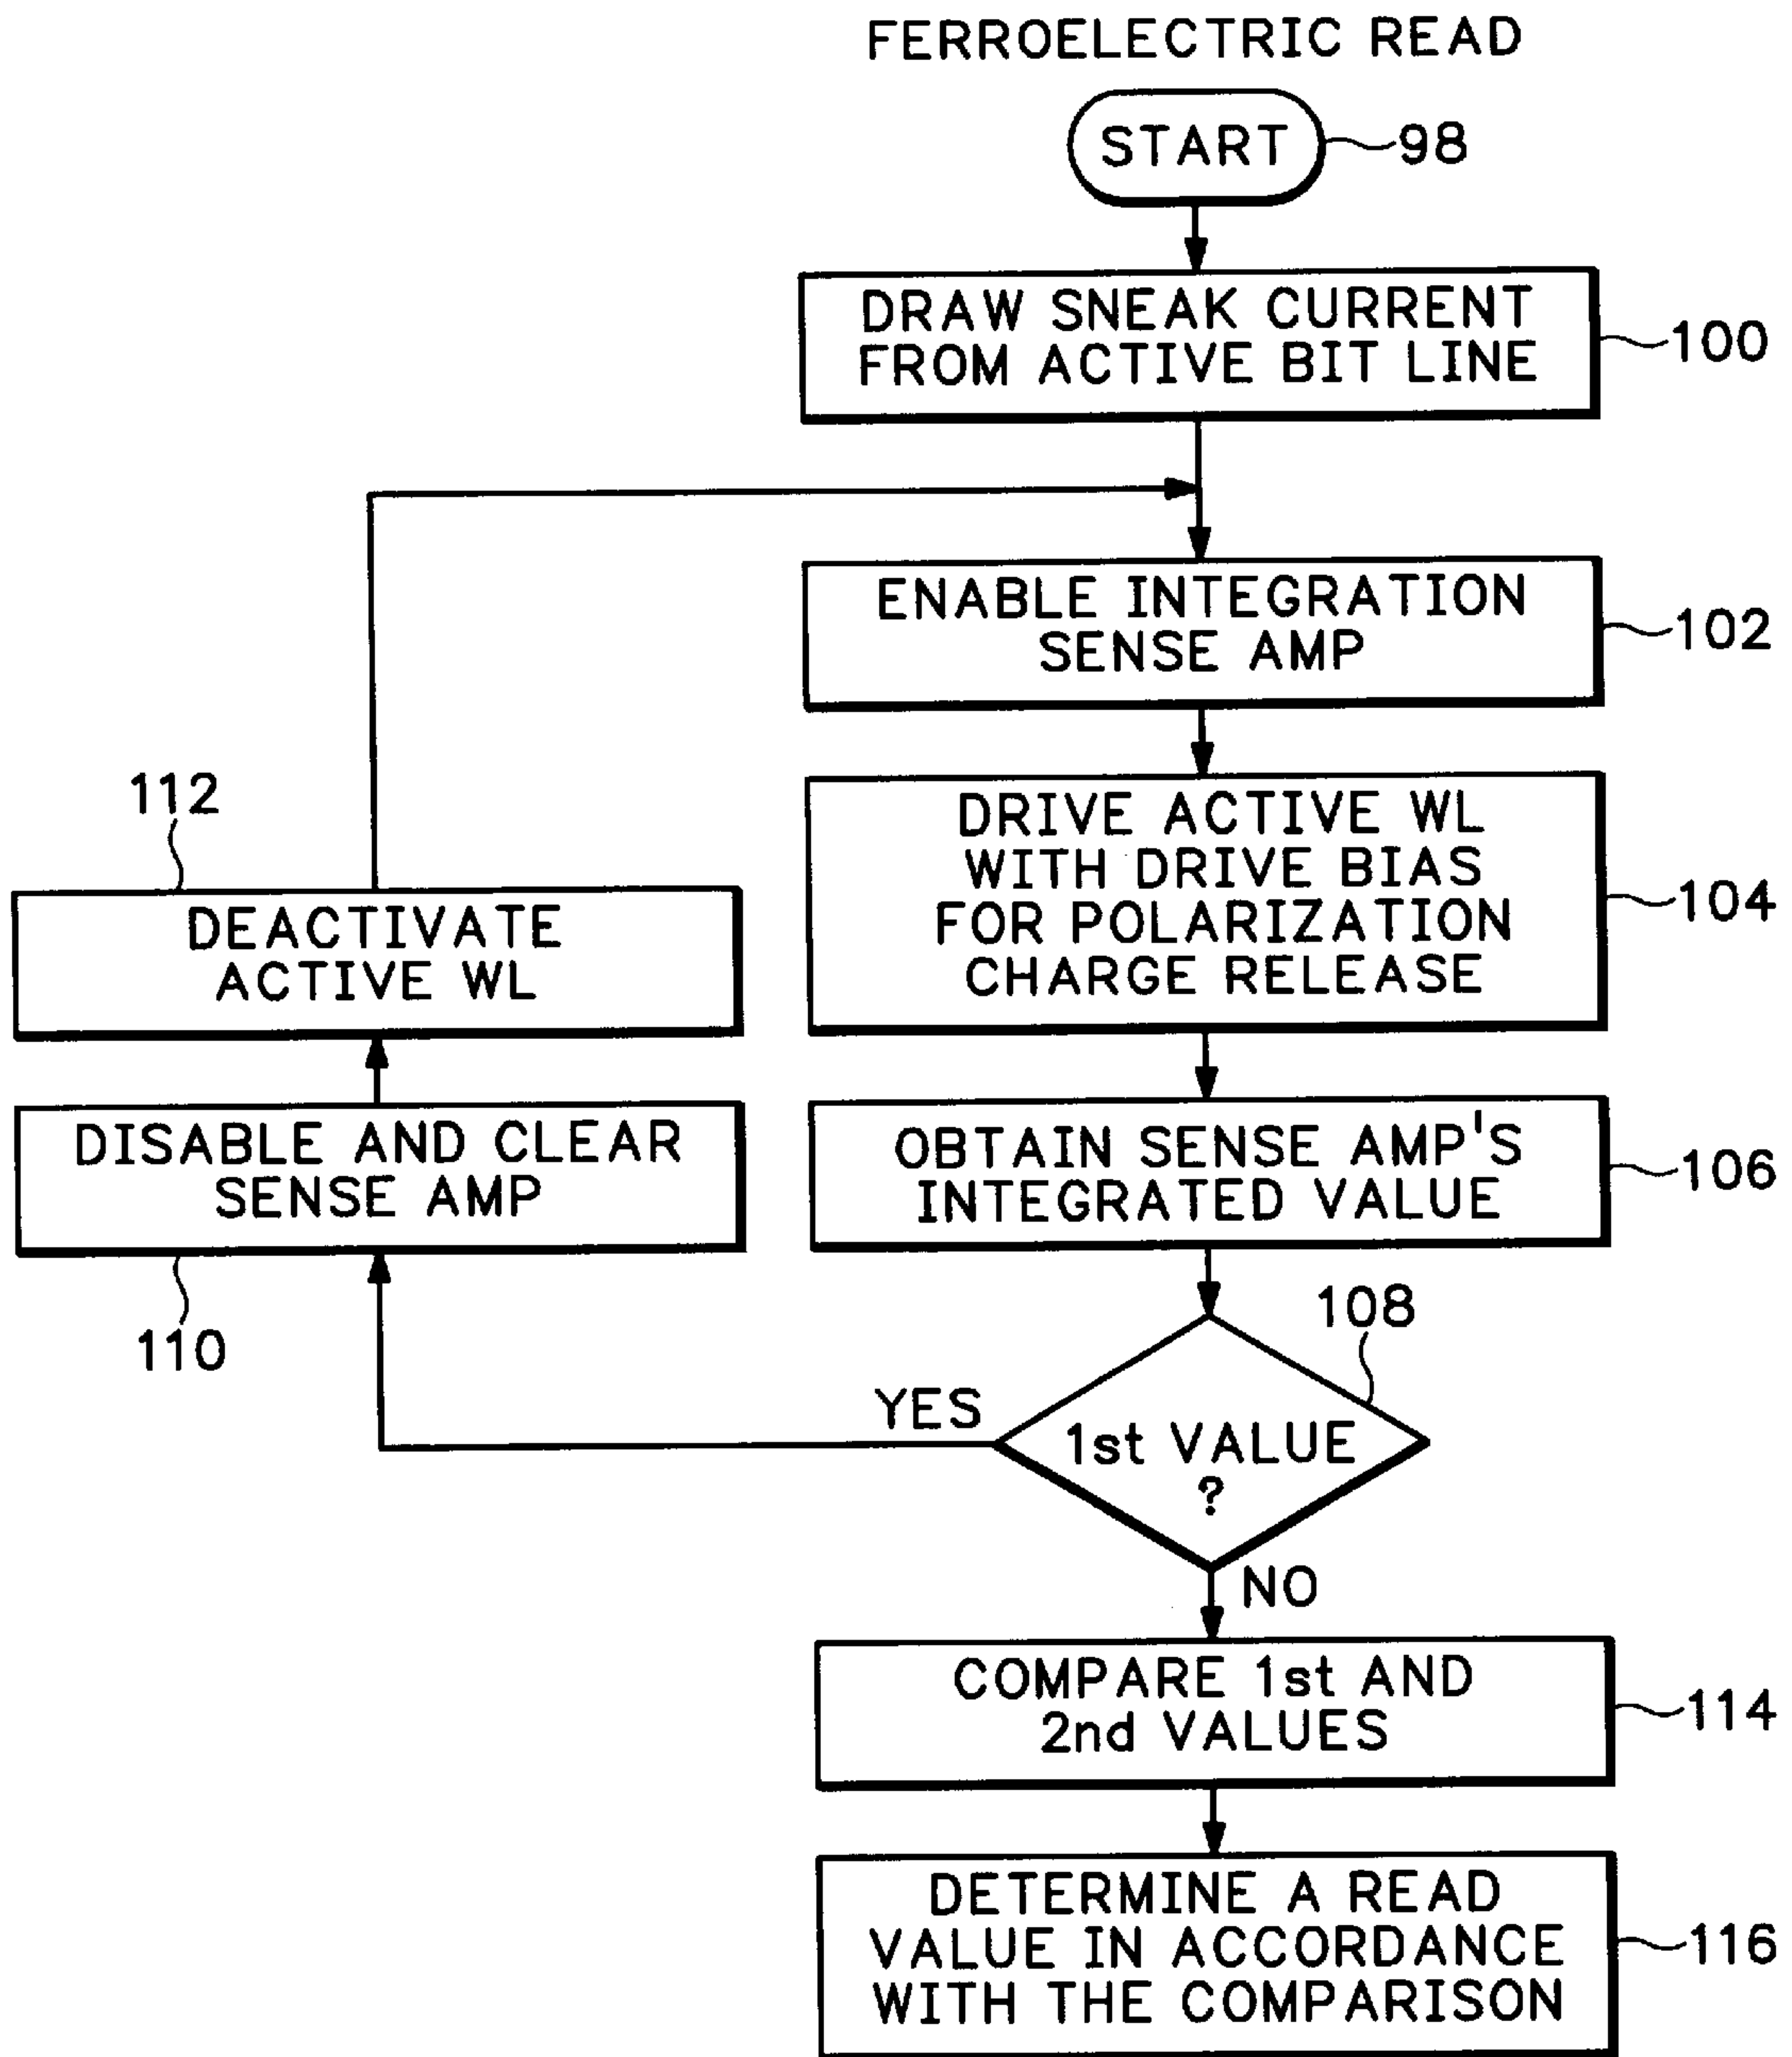 FERROELECTRIC READ
START
98
DRAW SNEAK CURRENT
FROM ACTIVE BIT LINE
100
ENABLE INTEGRATION
SENSE AMP
102
DRIVE ACTIVE WL
WITH DRIVE BIAS
FOR POLARIZATION
CHARGE RELEASE
104
112
DEACTIVATE
ACTIVE WL
DISABLE AND CLEAR
SENSE AMP
110
OBTAIN SENSE AMP'S
INTEGRATED VALUE
106
108
YES
1st VALUE
?
NO
COMPARE 1st AND
2nd VALUES
114
DETERMINE A READ
VALUE IN ACCORDANCE
WITH THE COMPARISON
116